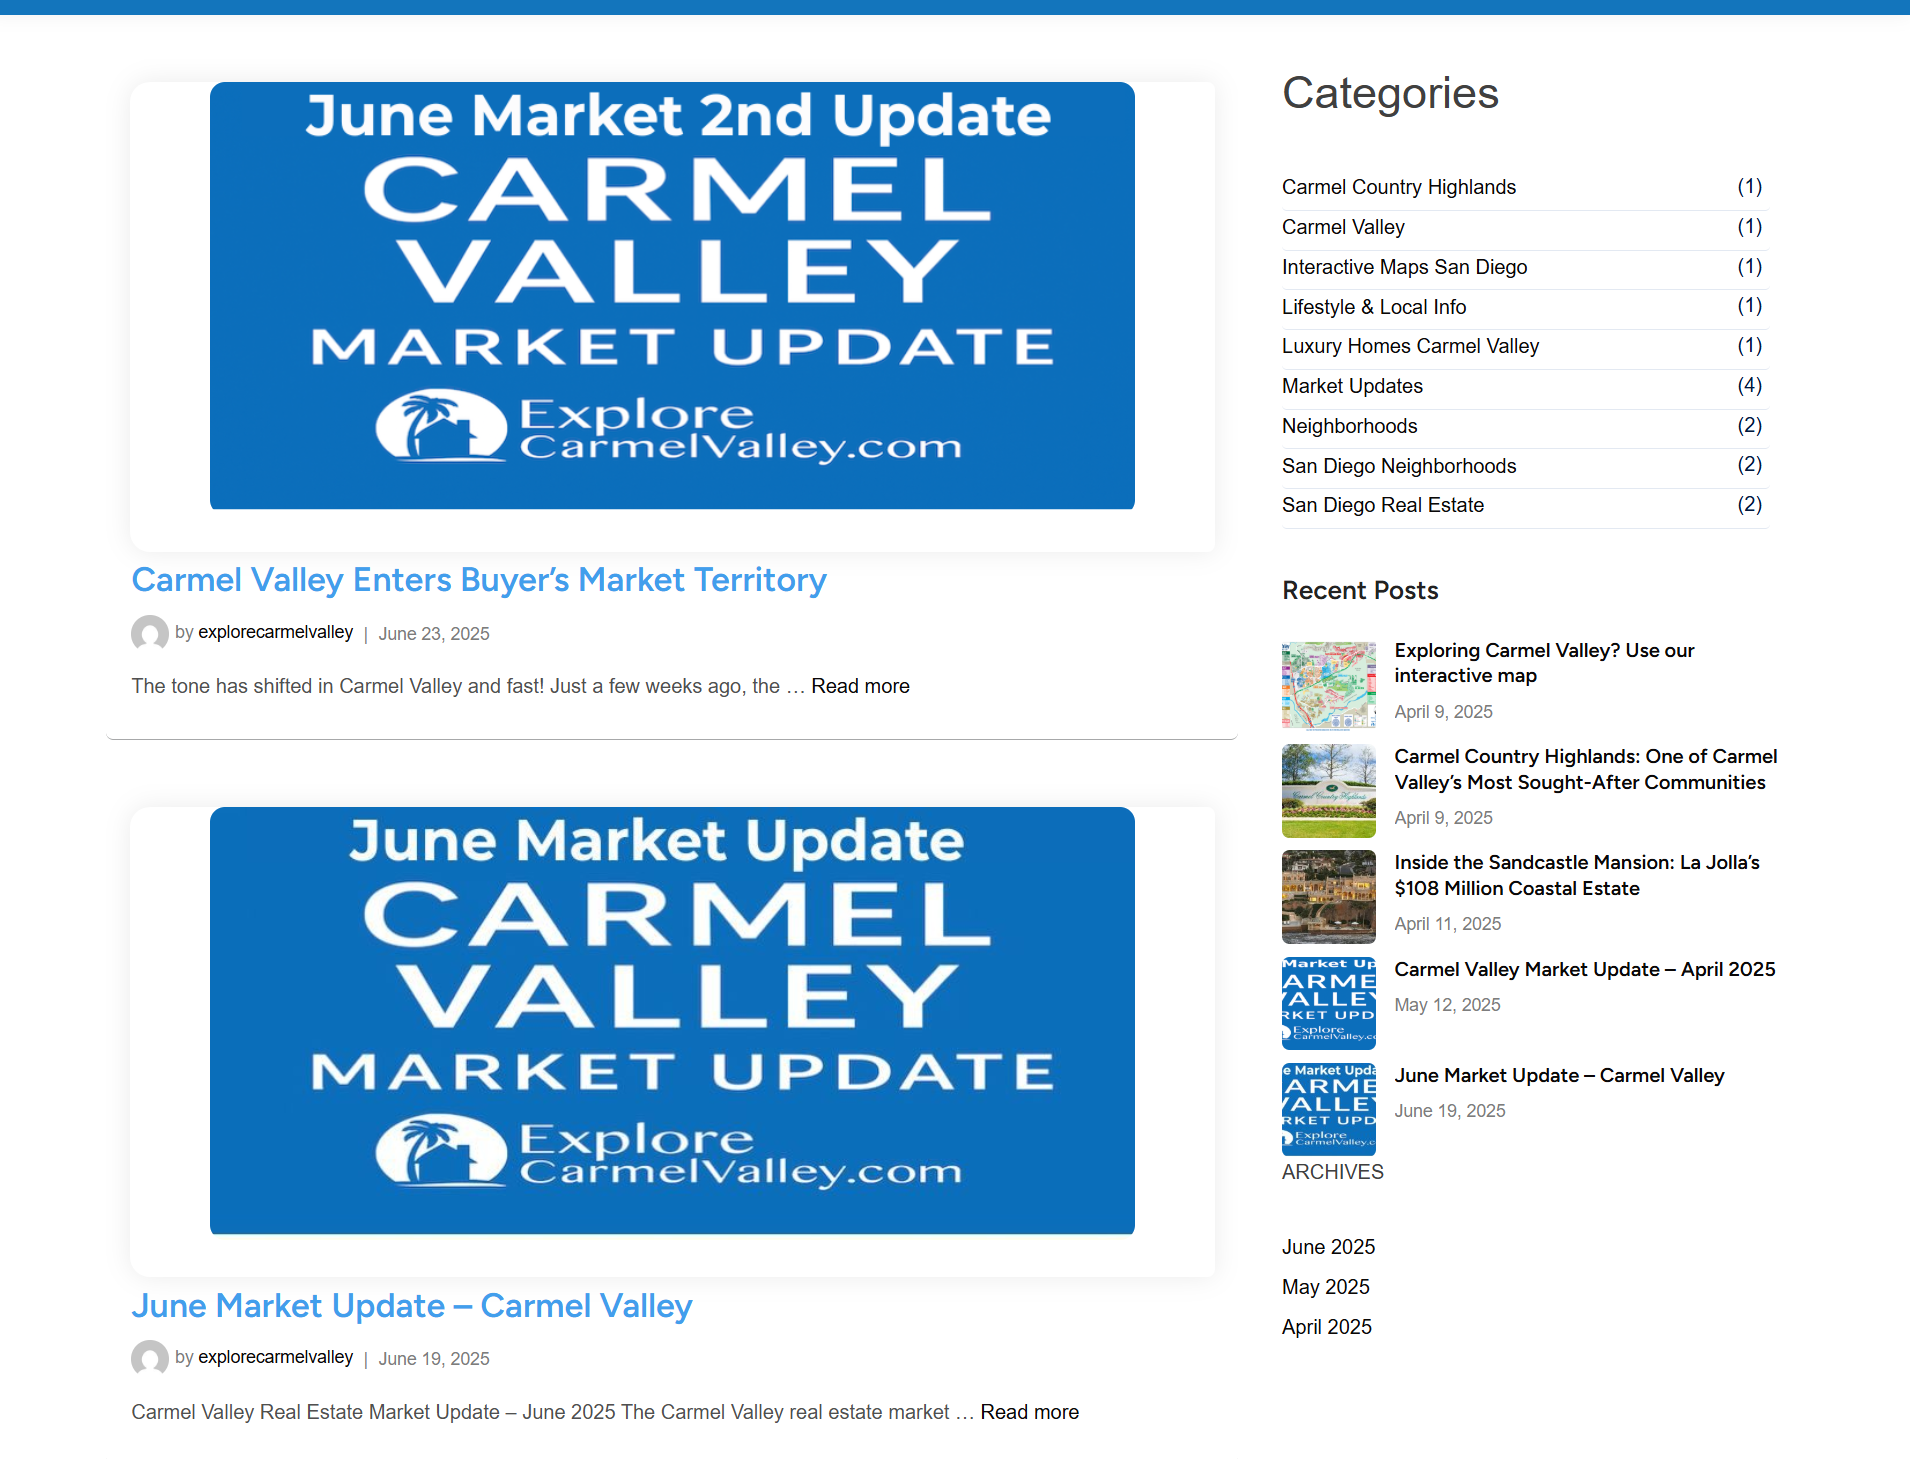 June Market 2nd Update
CARMEL
VALLEY
MARKET UPDATE
Explore
CarmelValley.com
Carmel Valley Enters Buyer’s Market Territory
by explorecarmelvalley | June 23, 2025
The tone has shifted in Carmel Valley and fast! Just a few weeks ago, the … Read more
June Market Update
CARMEL
VALLEY
MARKET UPDATE
Explore
CarmelValley.com
June Market Update – Carmel Valley
by explorecarmelvalley | June 19, 2025
Carmel Valley Real Estate Market Update – June 2025 The Carmel Valley real estate market … Read more
Categories
Carmel Country Highlands (1)
Carmel Valley (1)
Interactive Maps San Diego (1)
Lifestyle & Local Info (1)
Luxury Homes Carmel Valley (1)
Market Updates (4)
Neighborhoods (2)
San Diego Neighborhoods (2)
San Diego Real Estate (2)
Recent Posts
Exploring Carmel Valley? Use our
interactive map
April 9, 2025
Carmel Country Highlands
Carmel Country Highlands: One of Carmel
Valley’s Most Sought-After Communities
April 9, 2025
Inside the Sandcastle Mansion: La Jolla’s
$108 Million Coastal Estate
April 11, 2025
Market Up
ARME
VALLEY
RKET UPD
Explore
CarmelValley.co
Carmel Valley Market Update – April 2025
May 12, 2025
e Market Upda
ARME
VALLEY
RKET UPD
Explore
CarmelValley.c
June Market Update – Carmel Valley
June 19, 2025
ARCHIVES
June 2025
May 2025
April 2025